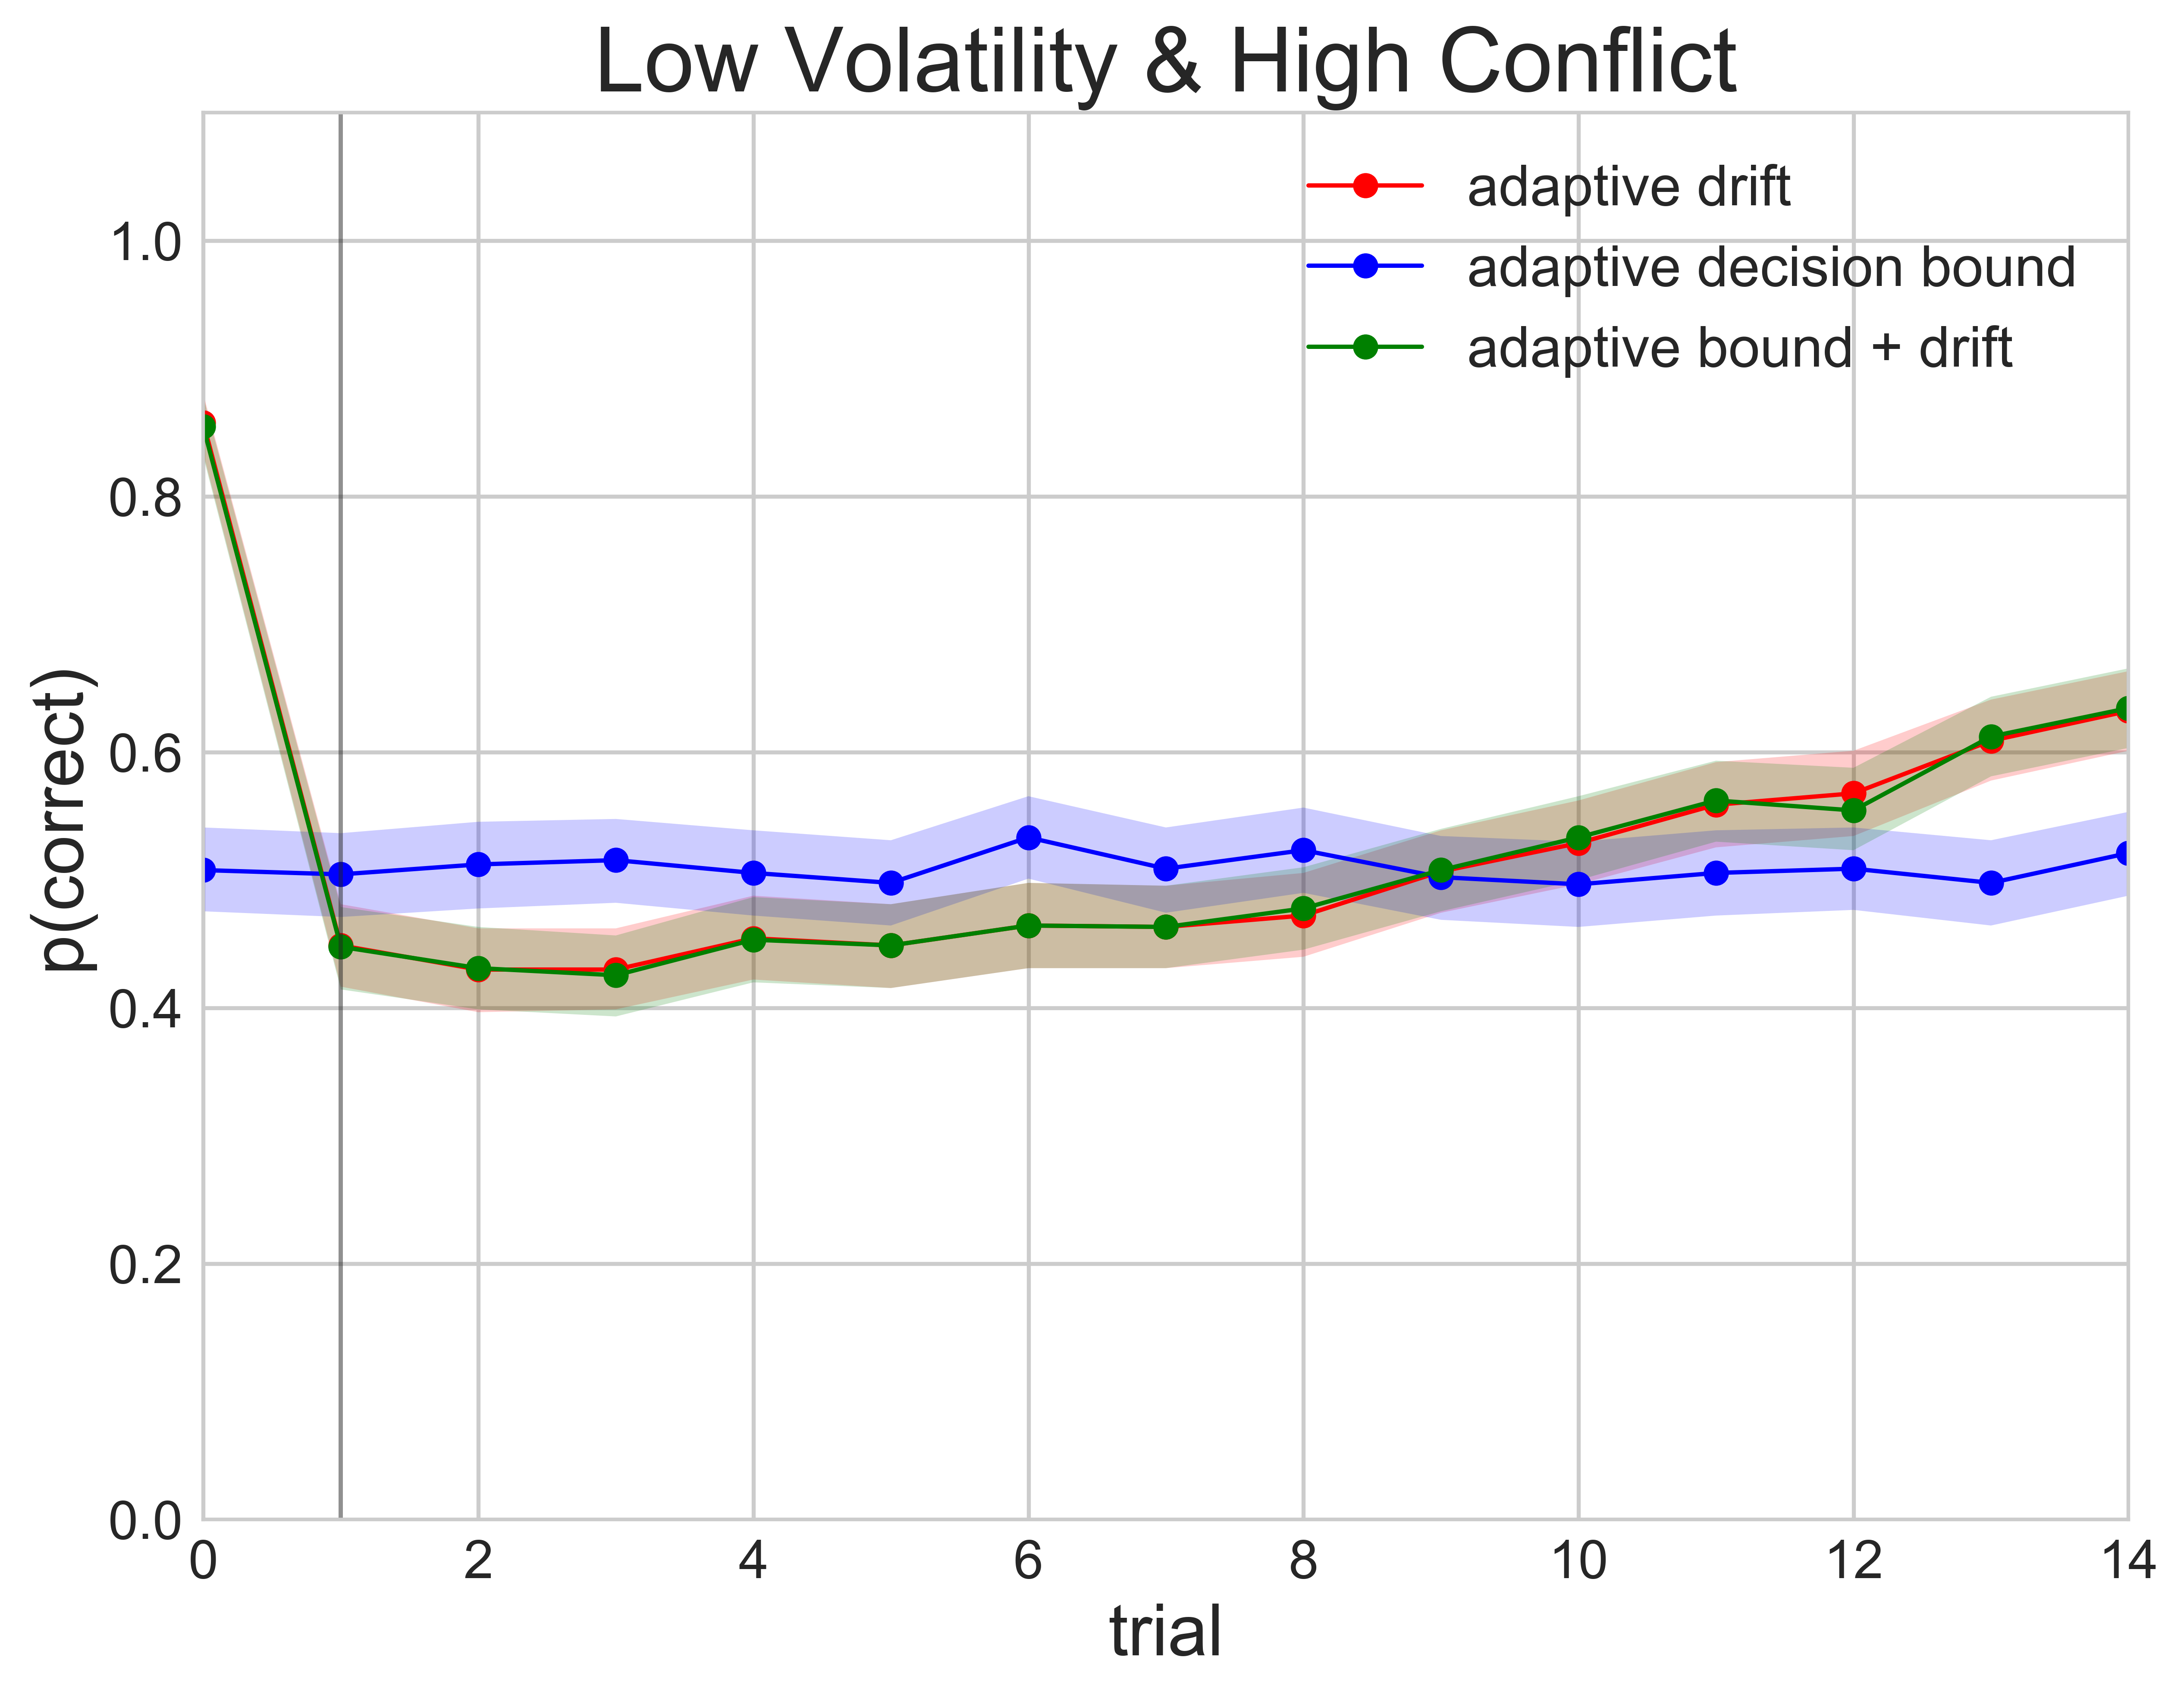 Low Volatility & High Conflict
adaptive drift
adaptive decision bound
adaptive bound + drift
p(correct)
1.0
0.8
0.6
0.4
0.2
0.0
0 2 4 6 8 10 12 14
trial